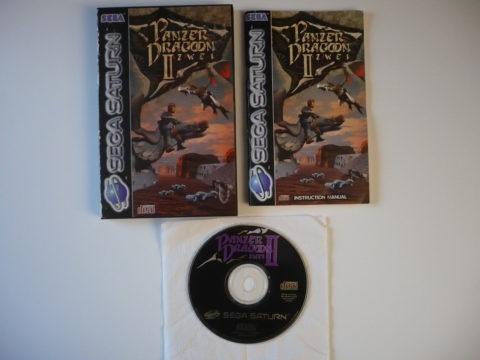 SEGA
PANZER
DRAGOON
II
ZWEI
SEGA SATURN
SEGA
PANZER
DRAGOON
II
ZWEI
SEGA SATURN
INSTRUCTION MANUAL
PANZER
DRAGOON II
ZWEI
SEGA SATURN